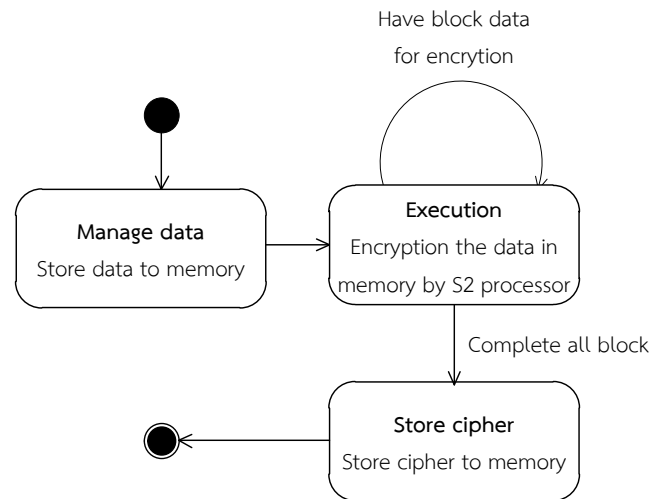 Have block data
for encrytion
Manage data
Store data to memory
Execution
Encryption the data in
memory by S2 processor
Complete all block
Store cipher
Store cipher to memory